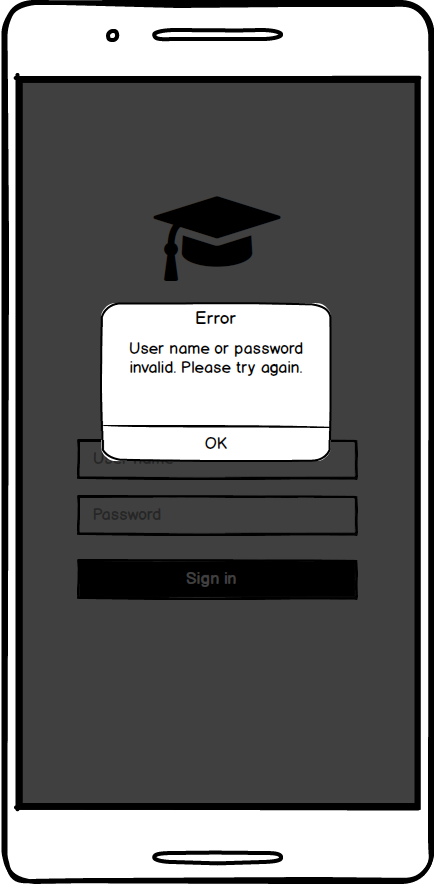 Error
User name or password
invalid. Please try again.
OK
User name
Password
Sign in